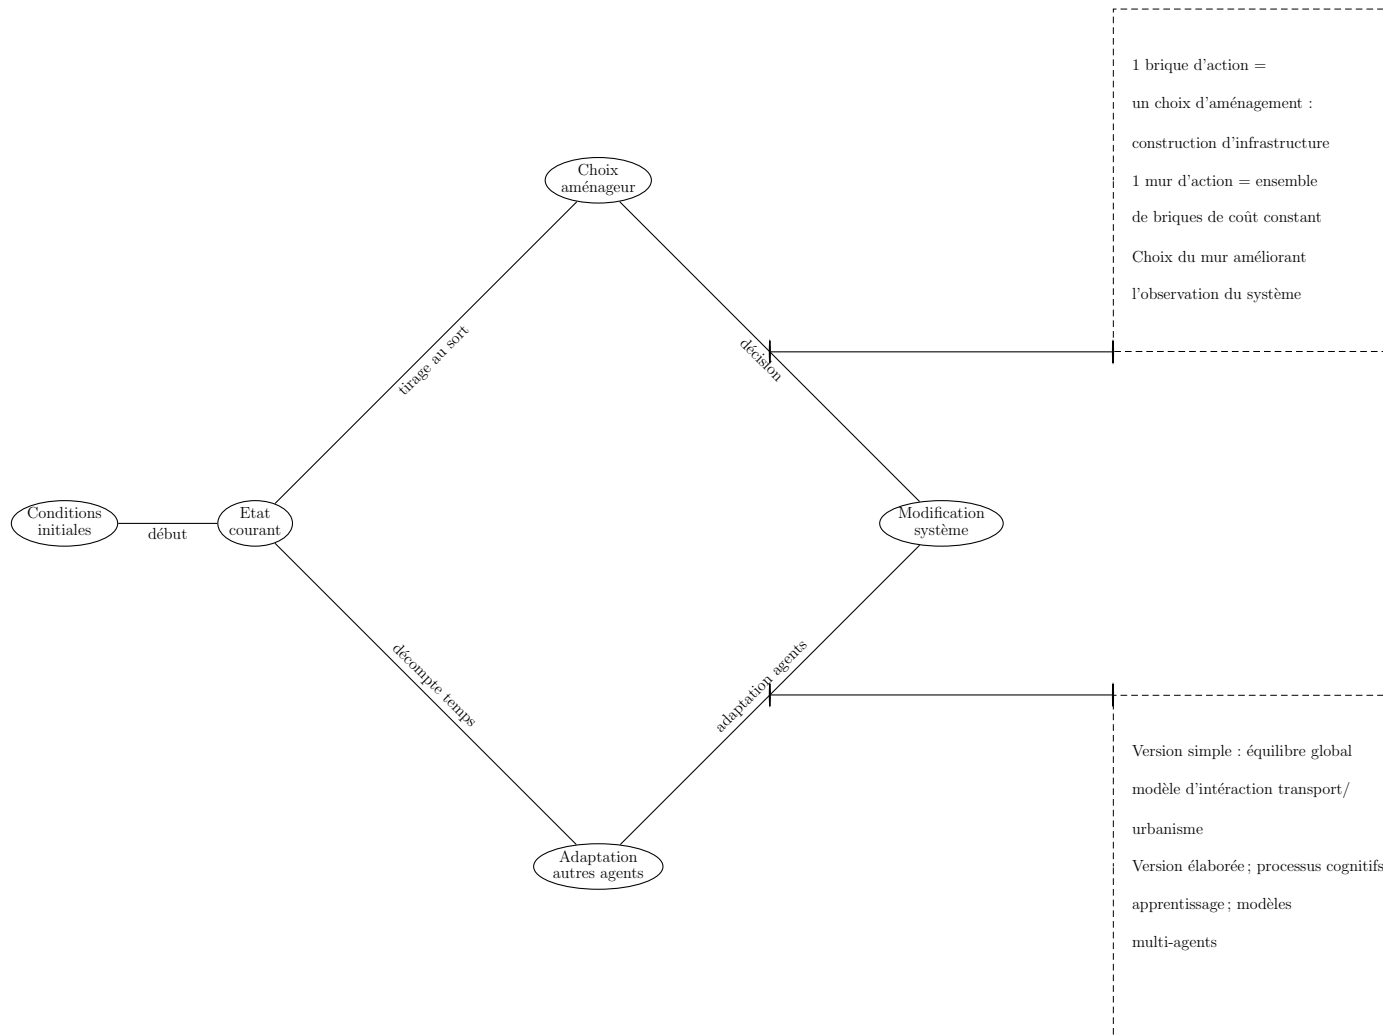 1 brique d'action =
un choix d'aménagement :
construction d'infrastructure
1 mur d'action = ensemble
de briques de coût constant
Choix du mur améliorant
l'observation du système
Choix
aménageur
tirage au sort
décision
Conditions
initiales
début
Etat
courant
Modification
système
décompte temps
adaptation agents
Adaptation
autres agents
Version simple : équilibre global
modèle d'intéraction transport/
urbanisme
Version élaborée ; processus cognitifs
apprentissage ; modèles
multi-agents